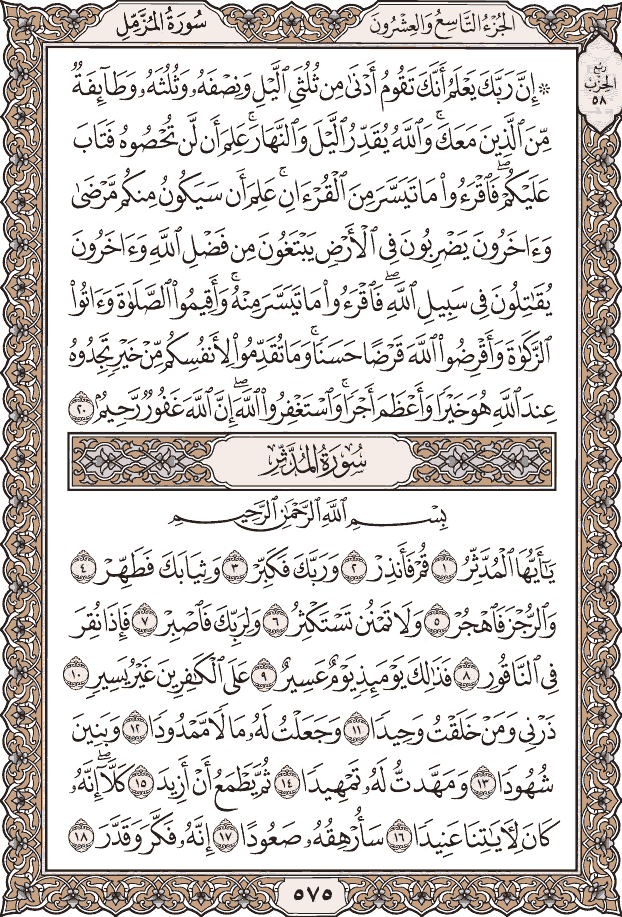 سُورَةُ المُزَّمِّلِ
الجُزْءُ التَّاسِعُ وَالعِشْرُونَ
ربع
الحزب
٥٨
۞ إِنَّ رَبَّكَ يَعْلَمُ أَنَّكَ تَقُومُ أَدْنَىٰ مِن ثُلُثَيِ ٱلَّيْلِ وَنِصْفَهُۥ وَثُلُثَهُۥ وَطَآئِفَةٌ
مِّنَ ٱلَّذِينَ مَعَكَۚ وَٱللَّهُ يُقَدِّرُ ٱلَّيْلَ وَٱلنَّهَارَۚ عَلِمَ أَن لَّن تُحْصُوهُ فَتَابَ
عَلَيْكُمْۖ فَٱقْرَءُوا۟ مَا تَيَسَّرَ مِنَ ٱلْقُرْءَانِۚ عَلِمَ أَن سَيَكُونُ مِنكُم مَّرْضَىٰ
وَءَاخَرُونَ يَضْرِبُونَ فِى ٱلْأَرْضِ يَبْتَغُونَ مِن فَضْلِ ٱللَّهِ وَءَاخَرُونَ
يُقَٰتِلُونَ فِى سَبِيلِ ٱللَّهِۖ فَٱقْرَءُوا۟ مَا تَيَسَّرَ مِنْهُۚ وَأَقِيمُوا۟ ٱلصَّلَوٰةَ وَءَاتُوا۟
ٱلزَّكَوٰةَ وَأَقْرِضُوا۟ ٱللَّهَ قَرْضًا حَسَنًاۚ وَمَا تُقَدِّمُوا۟ لِأَنفُسِكُم مِّنْ خَيْرٍ تَجِدُوهُ
عِندَ ٱللَّهِ هُوَ خَيْرًا وَأَعْظَمَ أَجْرًاۚ وَٱسْتَغْفِرُوا۟ ٱللَّهَۖ إِنَّ ٱللَّهَ غَفُورٌ رَّحِيمٌۢ ٢٠
سُورَةُ المُدَّثِّرِ
بِسْمِ ٱللَّهِ ٱلرَّحْمَٰنِ ٱلرَّحِيمِ
يَٰٓأَيُّهَا ٱلْمُدَّثِّرُ ١ قُمْ فَأَنذِرْ ٢ وَرَبَّكَ فَكَبِّرْ ٣ وَثِيَابَكَ فَطَهِّرْ ٤
وَٱلرُّجْزَ فَٱهْجُرْ ٥ وَلَا تَمْنُن تَسْتَكْثِرُ ٦ وَلِرَبِّكَ فَٱصْبِرْ ٧ فَإِذَا نُقِرَ
فِى ٱلنَّاقُورِ ٨ فَذَٰلِكَ يَوْمَئِذٍ يَوْمٌ عَسِيرٌ ٩ عَلَى ٱلْكَٰفِرِينَ غَيْرُ يَسِيرٍ ١٠
ذَرْنِى وَمَنْ خَلَقْتُ وَحِيدًا ١١ وَجَعَلْتُ لَهُۥ مَالًا مَّمْدُودًا ١٢ وَبَنِينَ
شُهُودًا ١٣ وَمَهَّدتُّ لَهُۥ تَمْهِيدًا ١٤ ثُمَّ يَطْمَعُ أَنْ أَزِيدَ ١٥ كَلَّآۖ إِنَّهُۥ
كَانَ لِءَايَٰتِنَا عَنِيدًا ١٦ سَأُرْهِقُهُۥ صَعُودًا ١٧ إِنَّهُۥ فَكَّرَ وَقَدَّرَ ١٨
٥٧٥